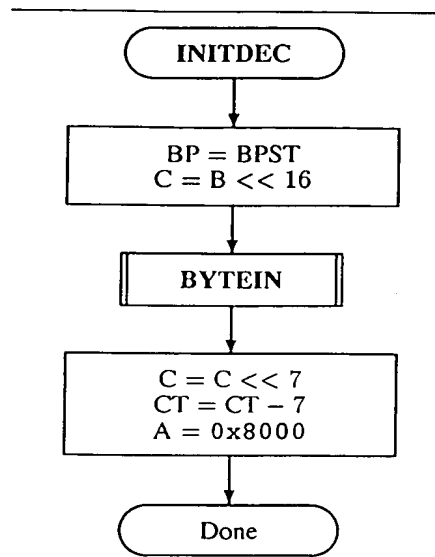 INITDEC
BP = BPST
C = B << 16
BYTEIN
C = C << 7
CT = CT – 7
A = 0x8000
Done